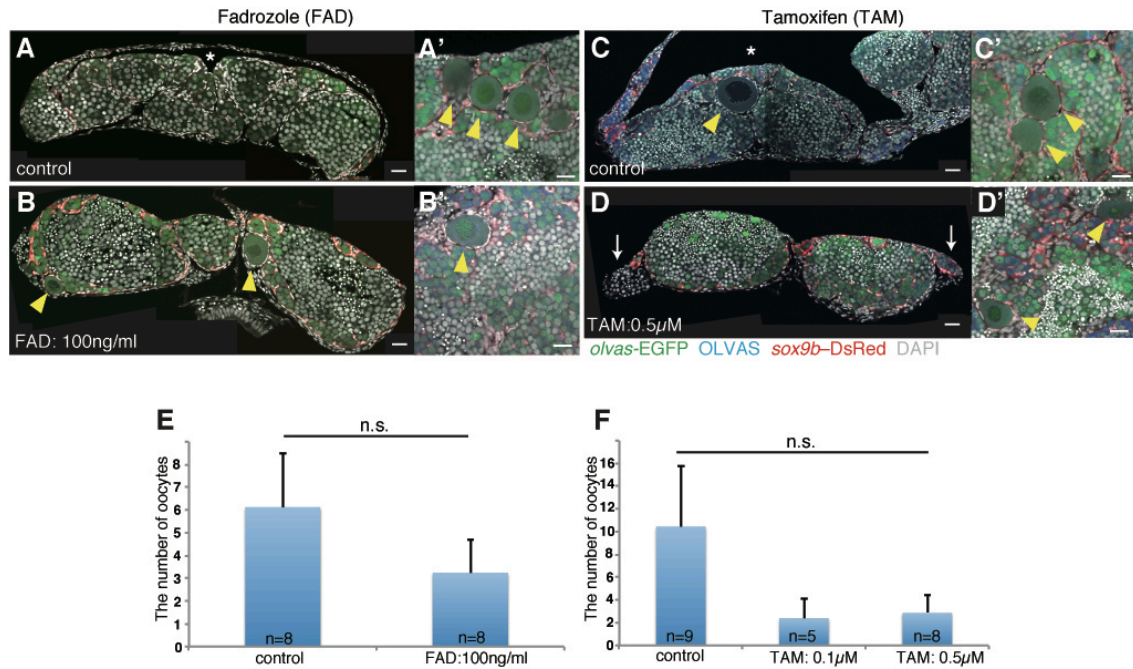 Fadrozole (FAD)
Tamoxifen (TAM)
A
*
control
A'
C
*
control
C'
B
FAD: 100ng/ml
B'
D
TAM:0.5µM
D'
olvas-EGFP OLVAS sox9b–DsRed DAPI
E
n.s.
The number of oocytes
8
7
6
5
4
3
2
1
0
n=8
n=8
control
FAD:100ng/ml
F
n.s.
The number of oocytes
16
14
12
10
8
6
4
2
0
n=9
n=5
n=8
control
TAM: 0.1µM
TAM: 0.5µM